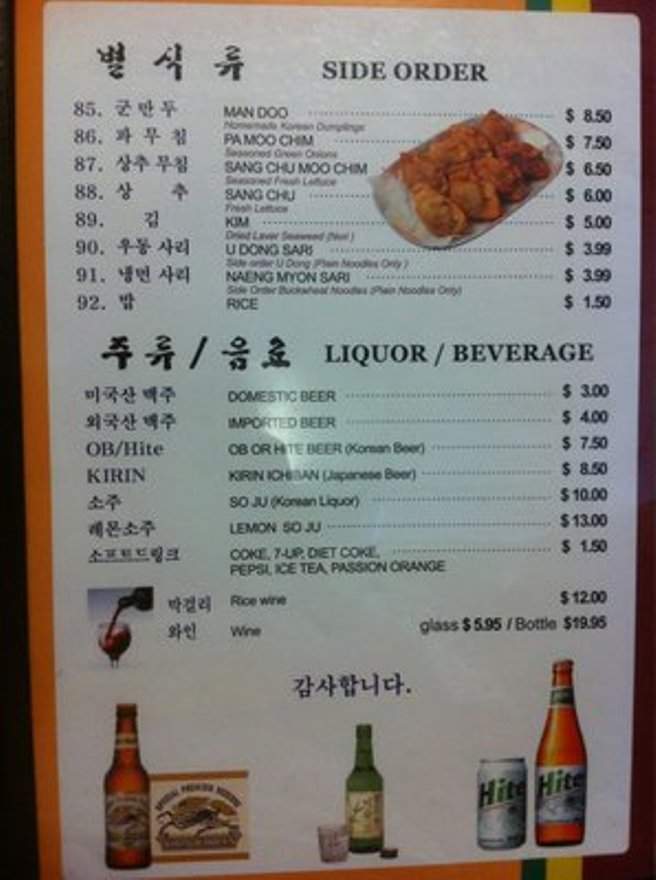 별 식 류 SIDE ORDER
85. 군 만 두 MAN DOO $ 8.50
Homemade Korean Dumplings
86. 파 무 침 PA MOO CHIM $ 7.50
Seasoned Green Onions
87. 상추 무침 SANG CHU MOO CHIM $ 6.50
Seasoned Fresh Lettuce
88. 상 추 SANG CHU $ 6.00
Fresh Lettuce
89. 김 KIM $ 5.00
Dried Laver Seaweed (Nori )
90. 우동 사리 U DONG SARI $ 3.99
Side order U Dong (Plain Noodles Only )
91. 냉면 사리 NAENG MYON SARI $ 3.99
Side Order Buckwheat Noodles (Plain Noodles Only)
92. 밥 RICE $ 1.50
주 류 / 음 료 LIQUOR / BEVERAGE
미국산 맥주 DOMESTIC BEER $ 3.00
외국산 맥주 IMPORTED BEER $ 4.00
OB/Hite OB OR HITE BEER (Korean Beer) $ 7.50
KIRIN KIRIN ICHIBAN (Japanese Beer) $ 8.50
소주 SO JU (Korean Liquor) $ 10.00
레몬소주 LEMON SO JU $ 13.00
소프트드링크 COKE, 7-UP, DIET COKE, $ 1.50
PEPSI, ICE TEA, PASSION ORANGE
막걸리 Rice wine $ 12.00
와인 Wine glass $ 5.95 / Bottle $19.95
감사합니다.
Hite
Hite